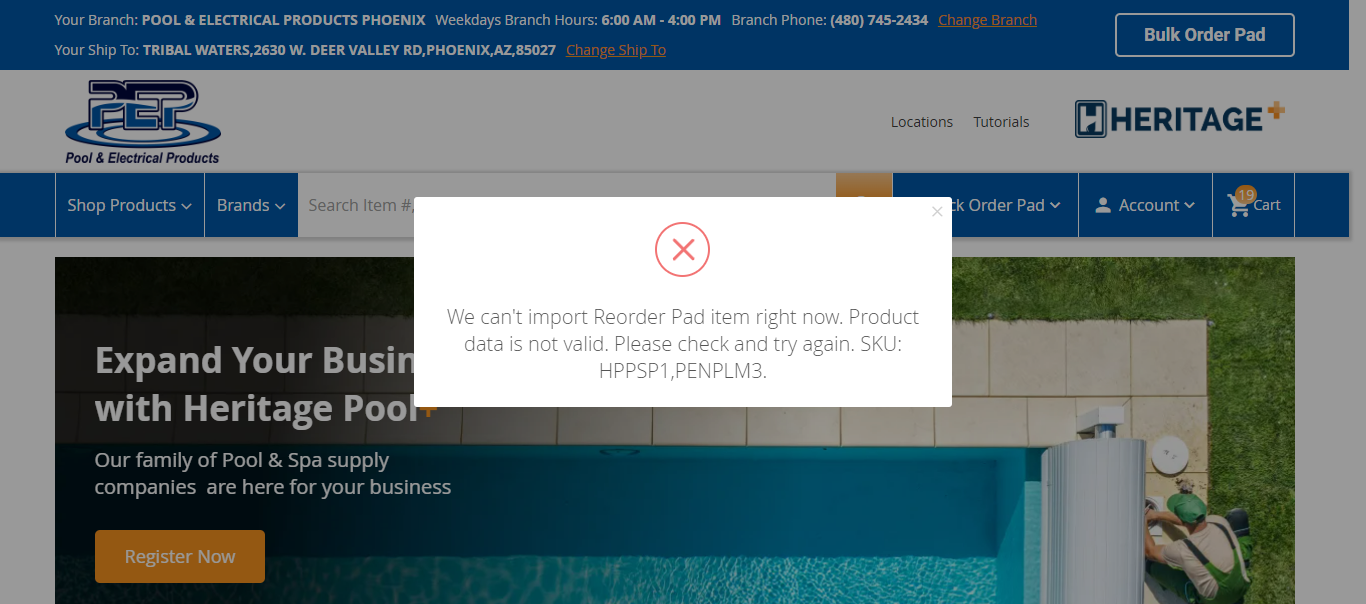 Your Branch: POOL & ELECTRICAL PRODUCTS PHOENIX Weekdays Branch Hours: 6:00 AM - 4:00 PM Branch Phone: (480) 745-2434 Change Branch
Your Ship To: TRIBAL WATERS,2630 W. DEER VALLEY RD,PHOENIX,AZ,85027 Change Ship To
Bulk Order Pad
PEP
Pool & Electrical Products
Locations Tutorials
H HERITAGE+
Shop Products Brands Search Item #, Order Pad Account 19 Cart
We can't import Reorder Pad item right now. Product
data is not valid. Please check and try again. SKU:
HPPSP1,PENPLM3.
Expand Your Busin
with Heritage Pool+
Our family of Pool & Spa supply
companies are here for your business
Register Now